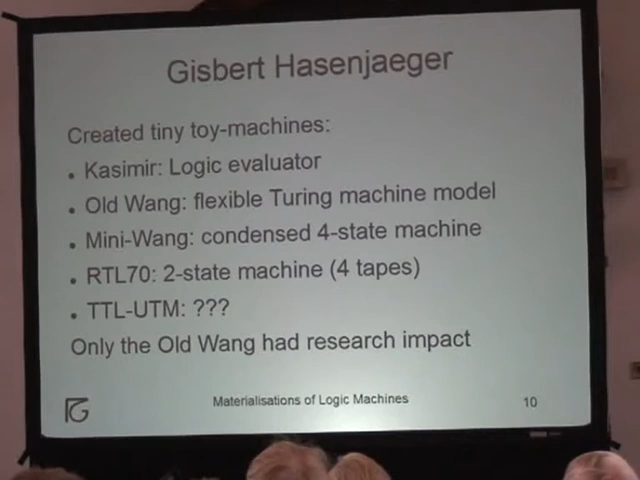 Gisbert Hasenjaeger
Created tiny toy-machines:
• Kasimir: Logic evaluator
• Old Wang: flexible Turing machine model
• Mini-Wang: condensed 4-state machine
• RTL70: 2-state machine (4 tapes)
• TTL-UTM: ???
Only the Old Wang had research impact
Materialisations of Logic Machines
10